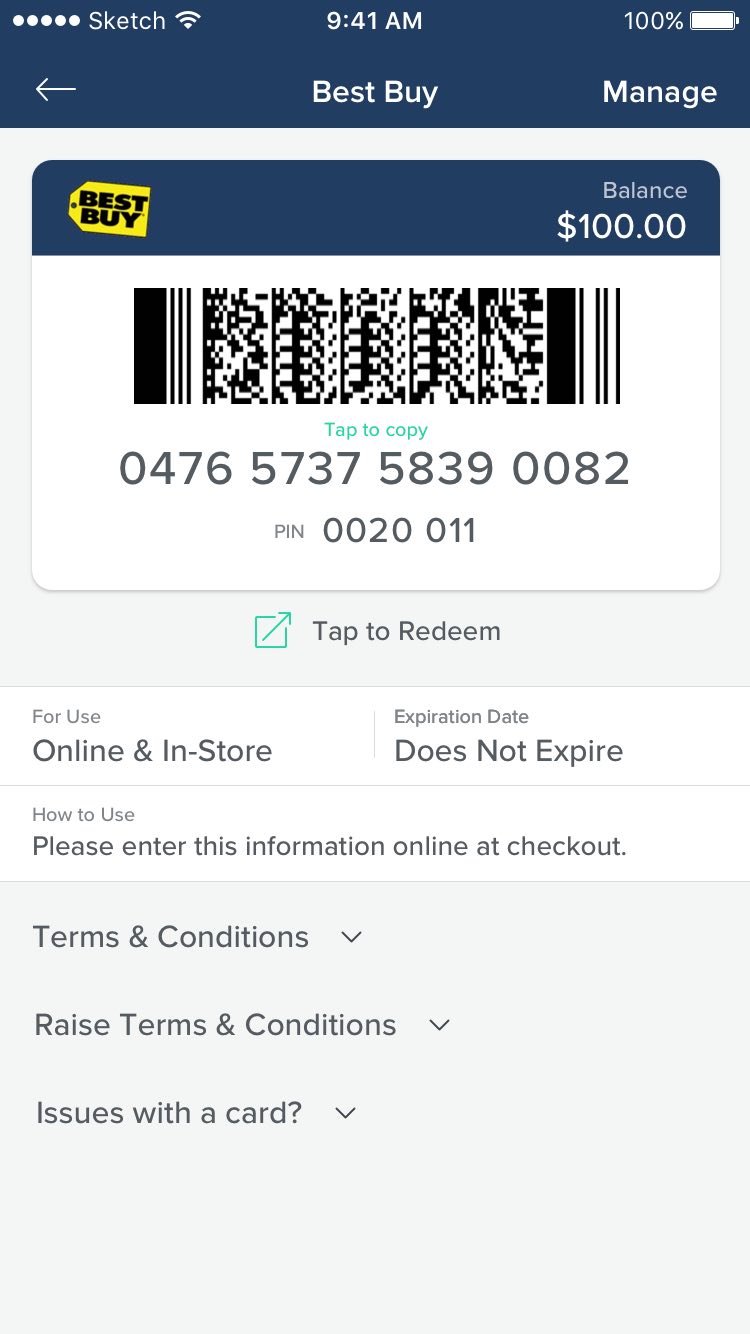 Sketch 9:41 AM 100%
Best Buy Manage
BEST BUY
Balance
$100.00
Tap to copy
0476 5737 5839 0082
PIN 0020 011
Tap to Redeem
For Use Expiration Date
Online & In-Store Does Not Expire
How to Use
Please enter this information online at checkout.
Terms & Conditions
Raise Terms & Conditions
Issues with a card?